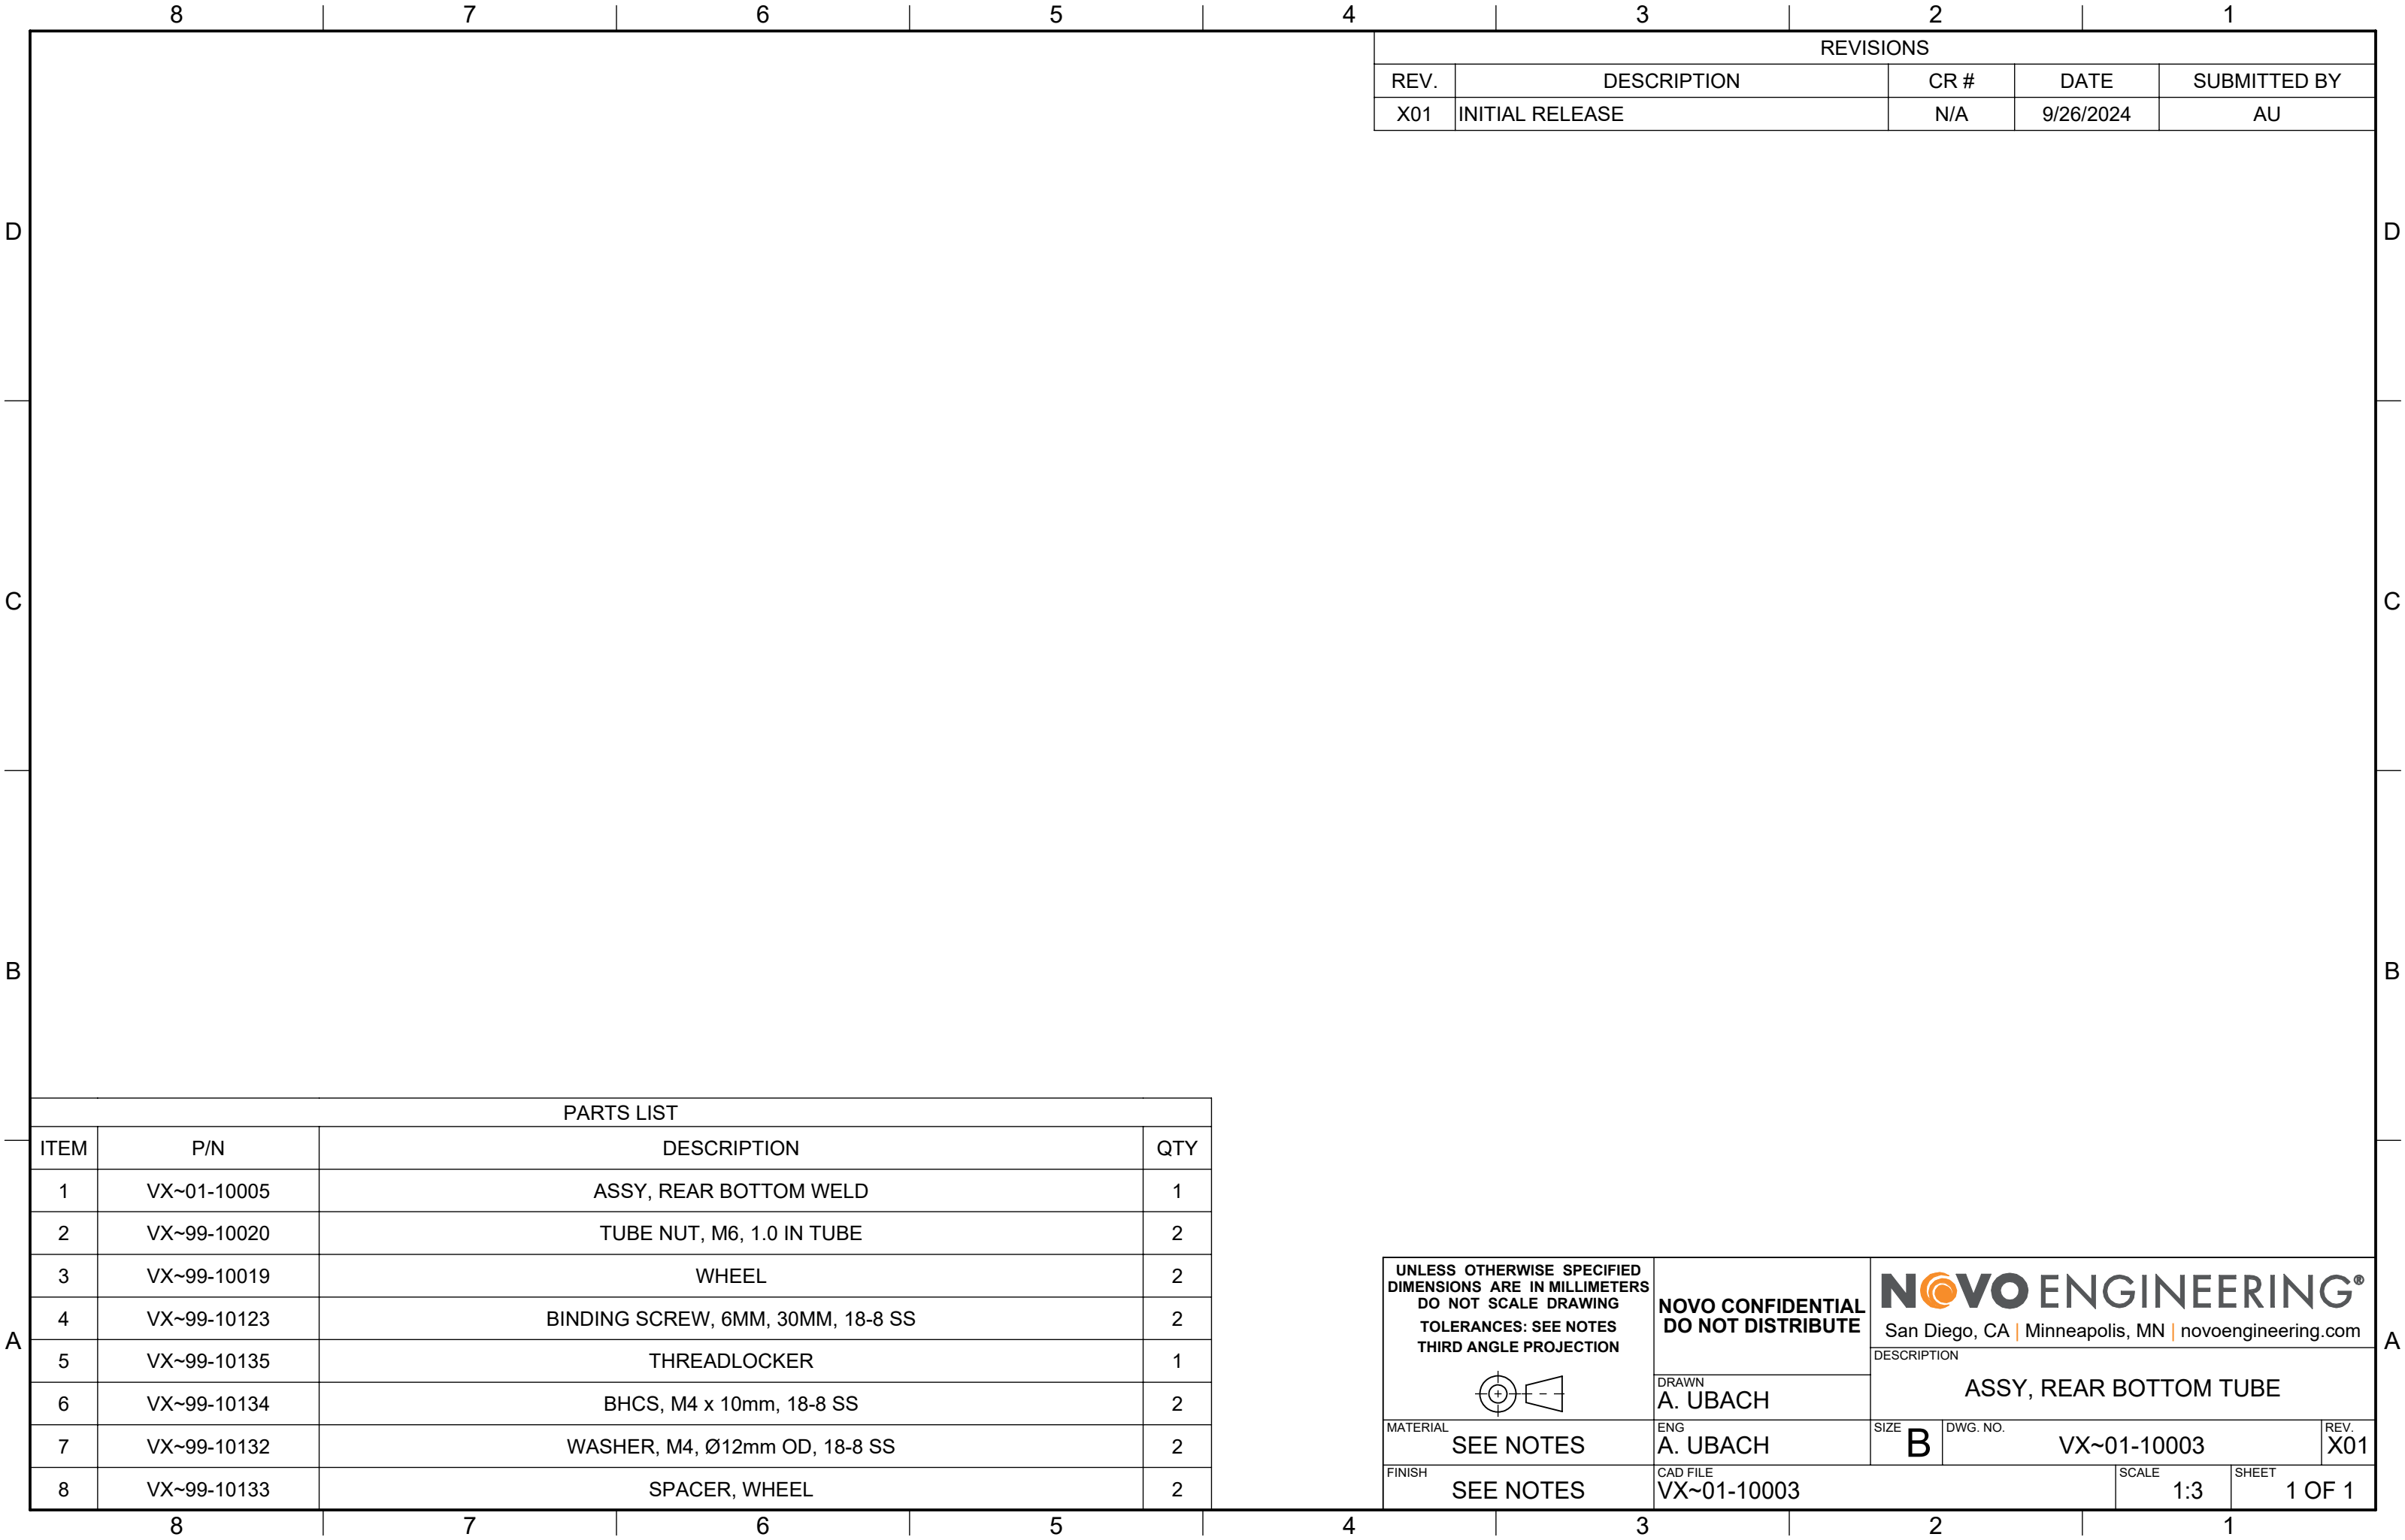 8 7 6 5 4 3 2 1
REVISIONS
REV. DESCRIPTION CR # DATE SUBMITTED BY
X01 INITIAL RELEASE N/A 9/26/2024 AU
D D
C C
B B
PARTS LIST
ITEM P/N DESCRIPTION QTY
1 VX~01-10005 ASSY, REAR BOTTOM WELD 1
2 VX~99-10020 TUBE NUT, M6, 1.0 IN TUBE 2
3 VX~99-10019 WHEEL 2
4 VX~99-10123 BINDING SCREW, 6MM, 30MM, 18-8 SS 2
5 VX~99-10135 THREADLOCKER 1
6 VX~99-10134 BHCS, M4 x 10mm, 18-8 SS 2
7 VX~99-10132 WASHER, M4, Ø12mm OD, 18-8 SS 2
8 VX~99-10133 SPACER, WHEEL 2
A A
UNLESS OTHERWISE SPECIFIED
DIMENSIONS ARE IN MILLIMETERS
DO NOT SCALE DRAWING
TOLERANCES: SEE NOTES
THIRD ANGLE PROJECTION
NOVO CONFIDENTIAL
DO NOT DISTRIBUTE
NOVO ENGINEERING®
San Diego, CA | Minneapolis, MN | novoengineering.com
DESCRIPTION
ASSY, REAR BOTTOM TUBE
DRAWN
A. UBACH
MATERIAL
SEE NOTES
ENG
A. UBACH
SIZE B
DWG. NO.
VX~01-10003
REV.
X01
FINISH
SEE NOTES
CAD FILE
VX~01-10003
SCALE
1:3
SHEET
1 OF 1
8 7 6 5 4 3 2 1